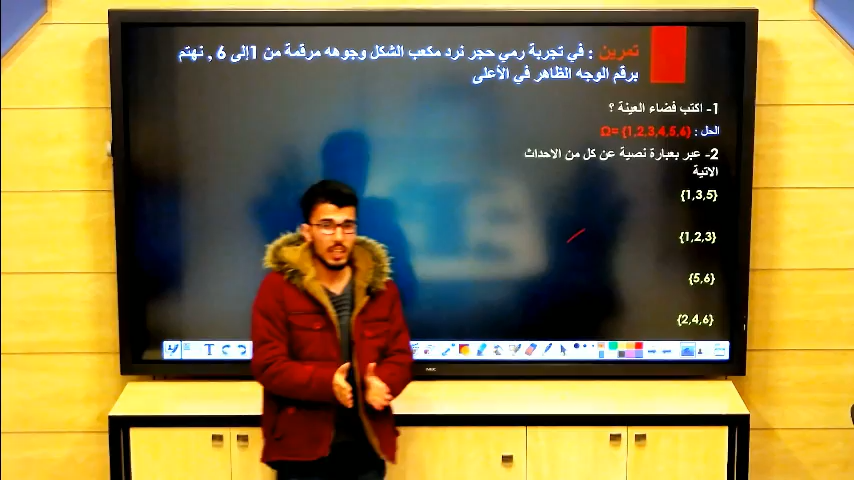 تمرين : في تجربة رمي حجر نرد مكعب الشكل وجوهه مرقمة من 1إلى 6 , نهتم
برقم الوجه الظاهر في الأعلى
1- اكتب فضاء العينة ؟
الحل : Ω= {1,2,3,4,5,6}
2- عبر بعبارة نصية عن كل من الاحداث
الاتية
{1,3,5}
{1,2,3}
{5,6}
{2,4,6}
T
NEC